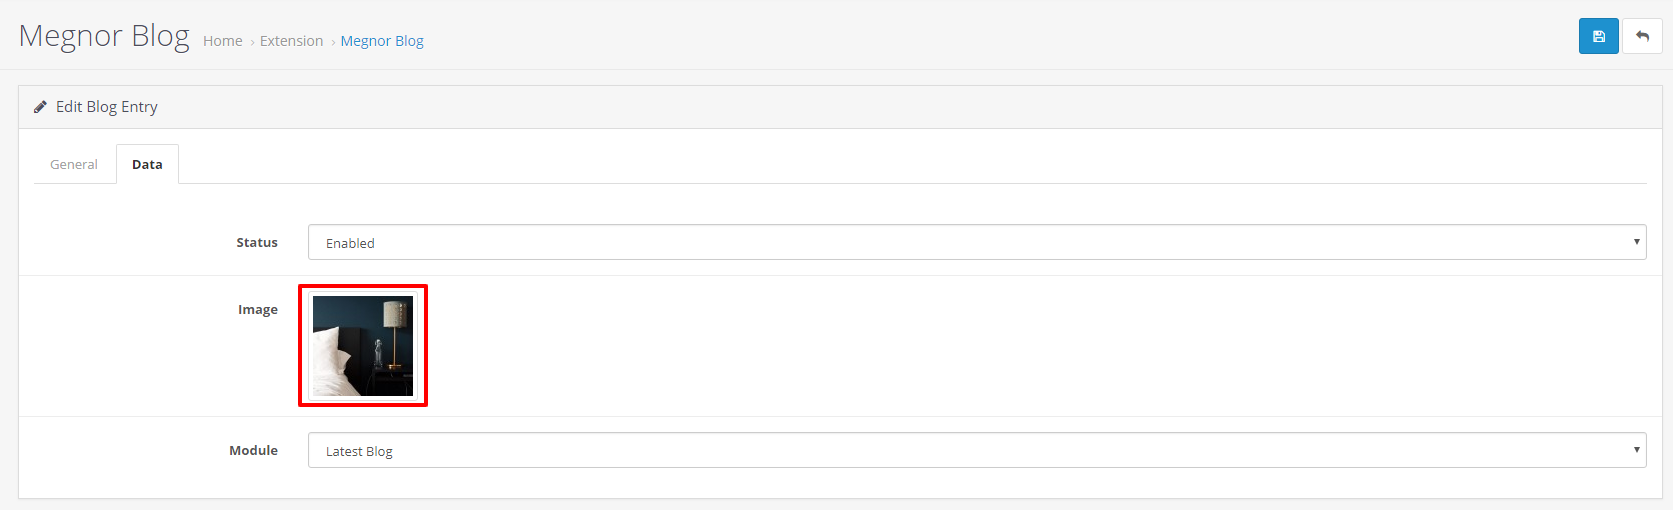 Megnor Blog Home › Extension › Megnor Blog
Edit Blog Entry
General Data
Status Enabled
Image
Module Latest Blog